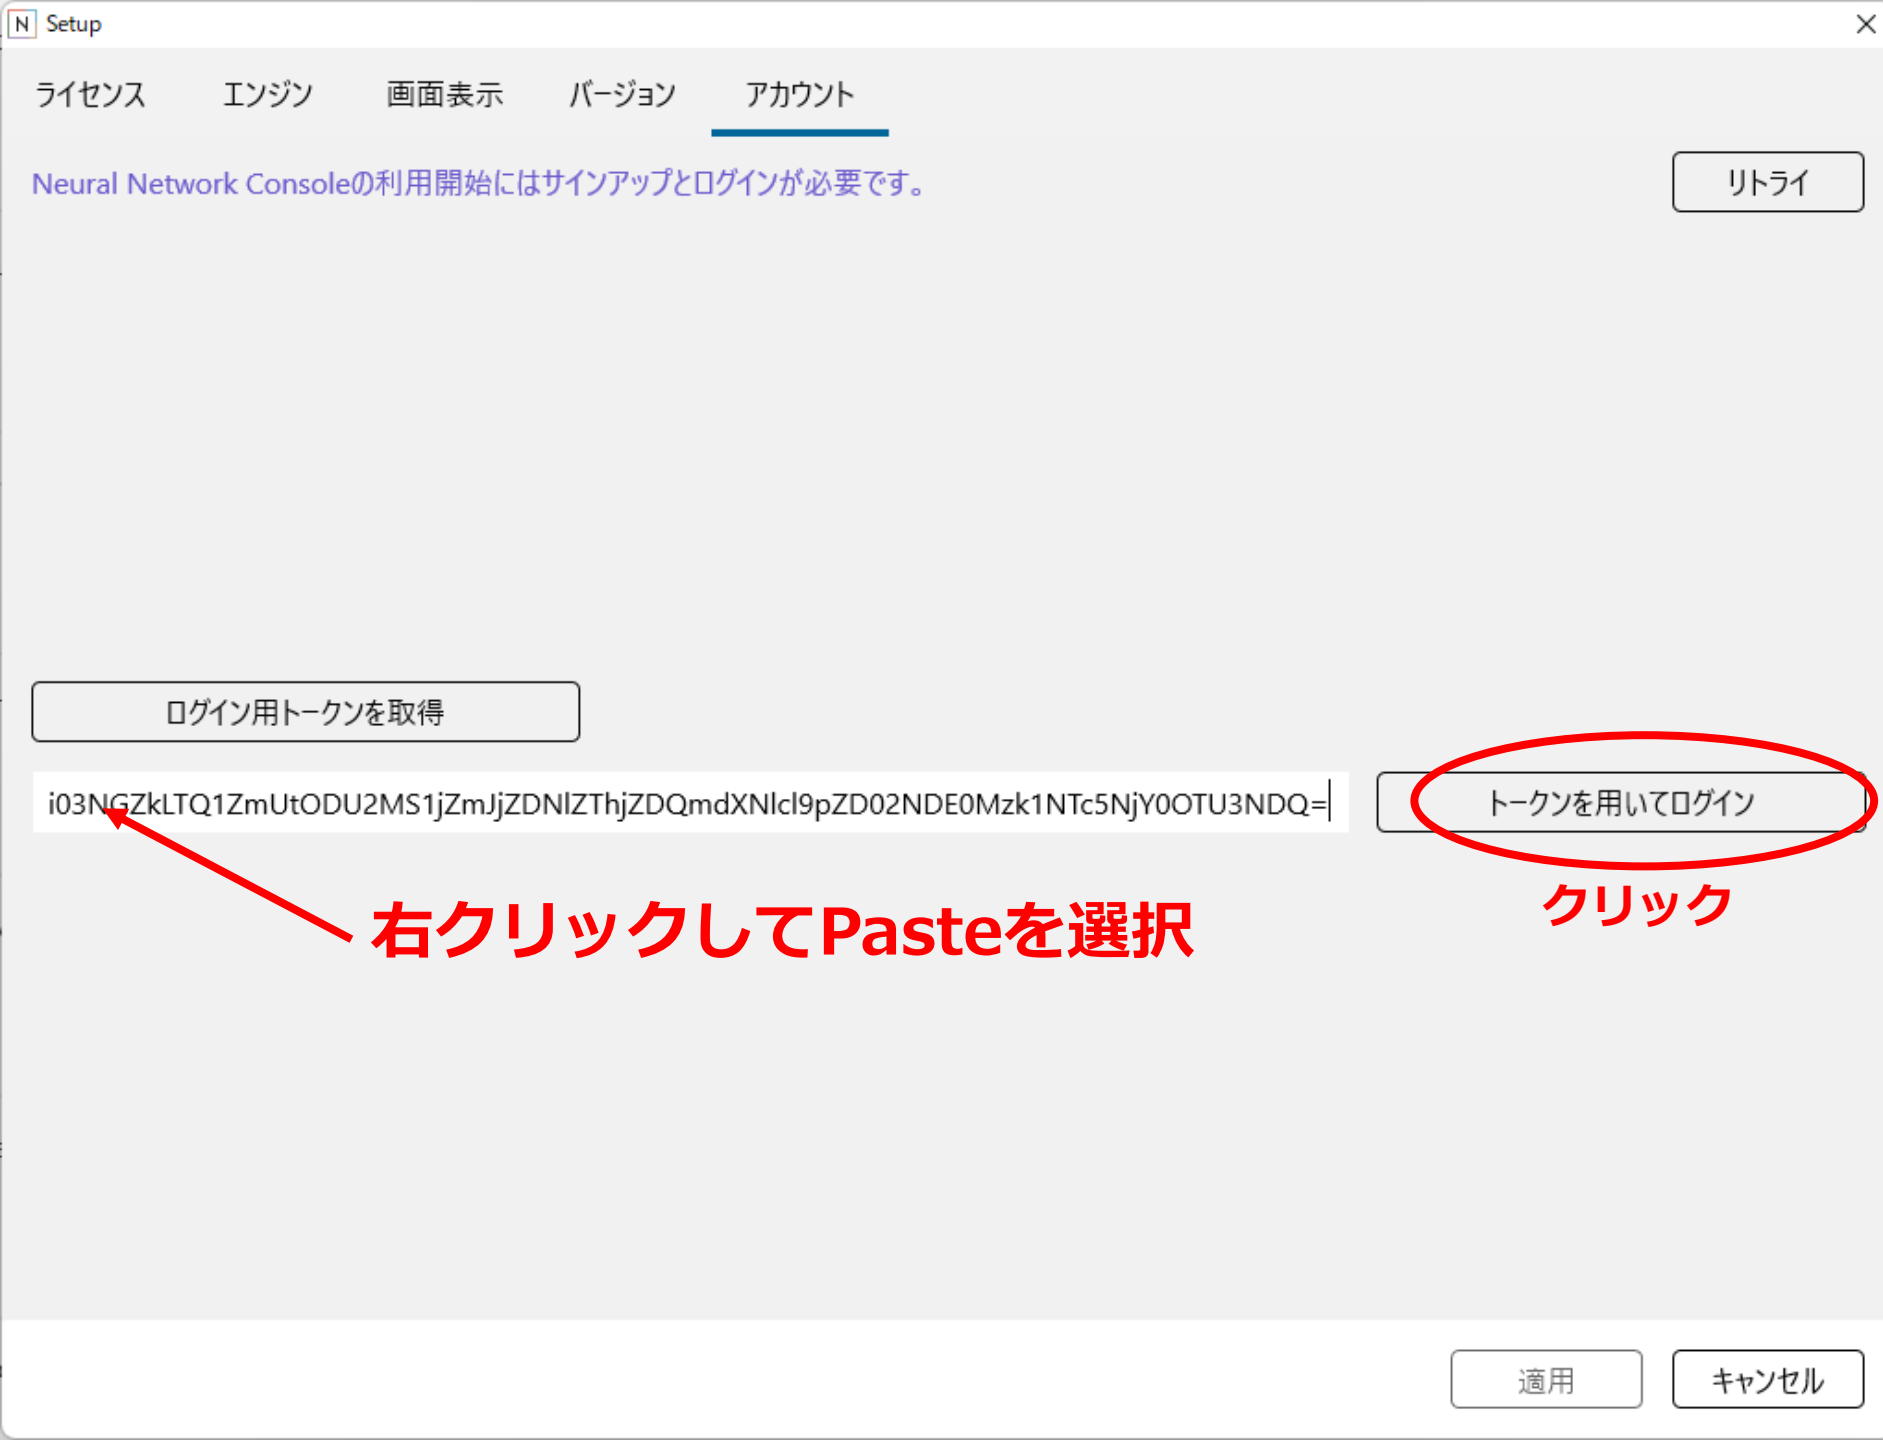 N Setup
ライセンス エンジン 画面表示 バージョン アカウント
Neural Network Consoleの利用開始にはサインアップとログインが必要です。
リトライ
ログイン用トークンを取得
i03NGZkLTQ1ZmUtODU2MS1jZmJjZDNlZThjZDQmdXNlcl9pZD02NDE0Mzk1NTc5NjY0OTU3NDQ=
トークンを用いてログイン
クリック
右クリックしてPasteを選択
適用 キャンセル